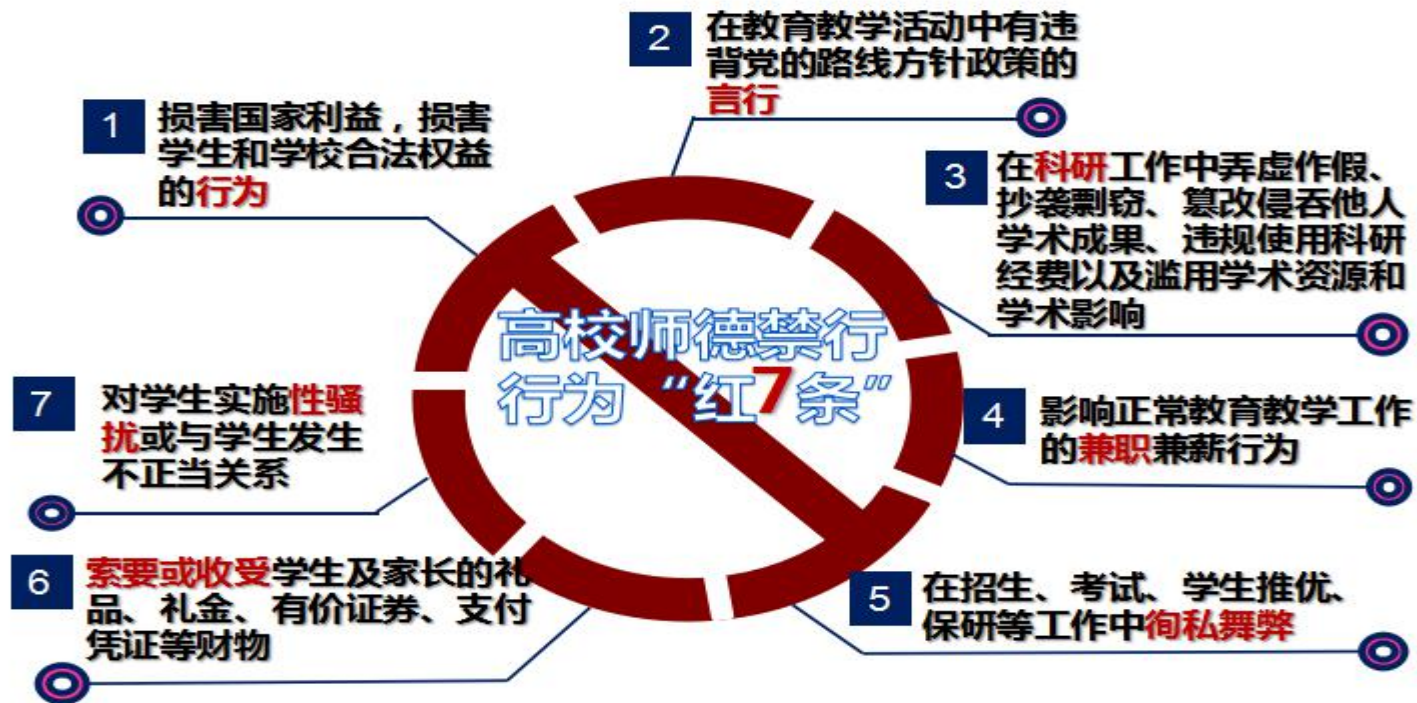 1
损害国家利益，损害
学生和学校合法权益
的行为
2
在教育教学活动中有违
背党的路线方针政策的
言行
3
在科研工作中弄虚作假、
抄袭剽窃、篡改侵吞他人
学术成果、违规使用科研
经费以及滥用学术资源和
学术影响
高校师德禁行
行为“红7条”
4
影响正常教育教学工作
的兼职兼薪行为
5
在招生、考试、学生推优、
保研等工作中徇私舞弊
6
索要或收受学生及家长的礼
品、礼金、有价证券、支付
凭证等财物
7
对学生实施性骚
扰或与学生发生
不正当关系